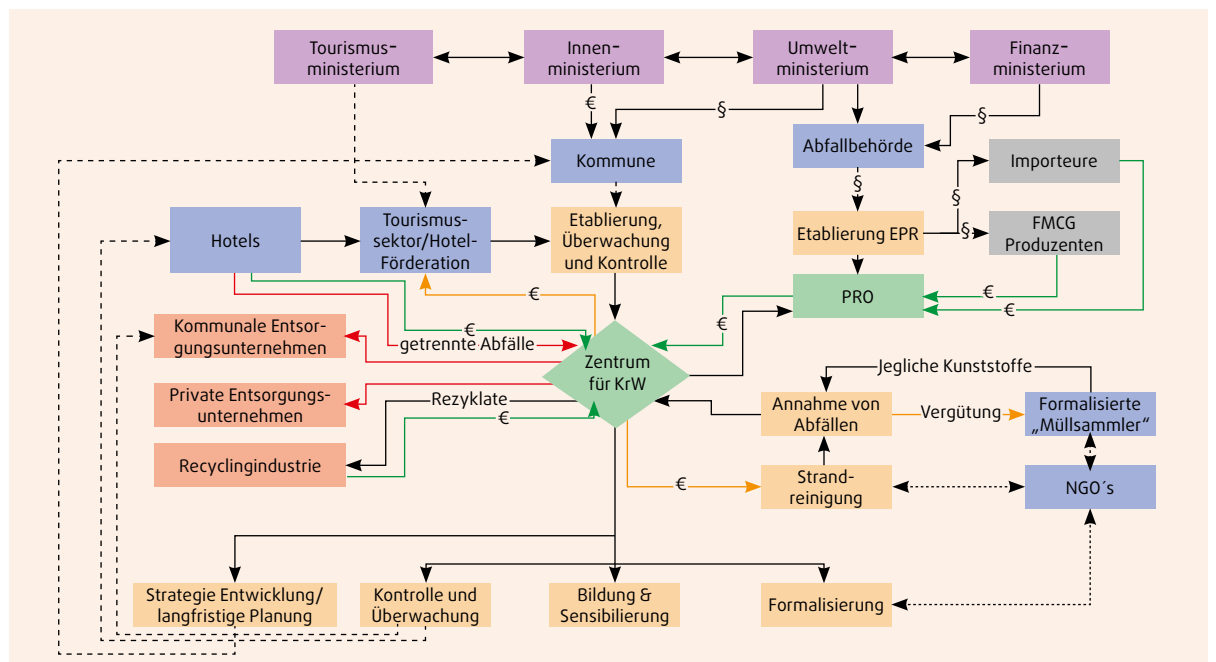 Tourismus-
ministerium
Innen-
ministerium
Umwelt-
ministerium
Finanz-
ministerium
€
§
§
Kommune
Abfallbehörde
Importeure
§
§
Hotels
Tourismus-
sektor/Hotel-
Förderation
Etablierung,
Überwachung
und Kontrolle
Etablierung EPR
§
FMCG
Produzenten
€
PRO
€
€
€
Kommunale Entsor-
gungsunternehmen
€
getrennte Abfälle
Zentrum
für KrW
Jegliche Kunststoffe
Private Entsorgungs-
unternehmen
Rezyklate
€
Annahme von
Abfällen
Vergütung
Formalisierte
„Müllsammler“
Recyclingindustrie
€
Strand-
reinigung
NGO´s
Strategie Entwicklung/
langfristige Planung
Kontrolle und
Überwachung
Bildung &
Sensibilierung
Formalisierung